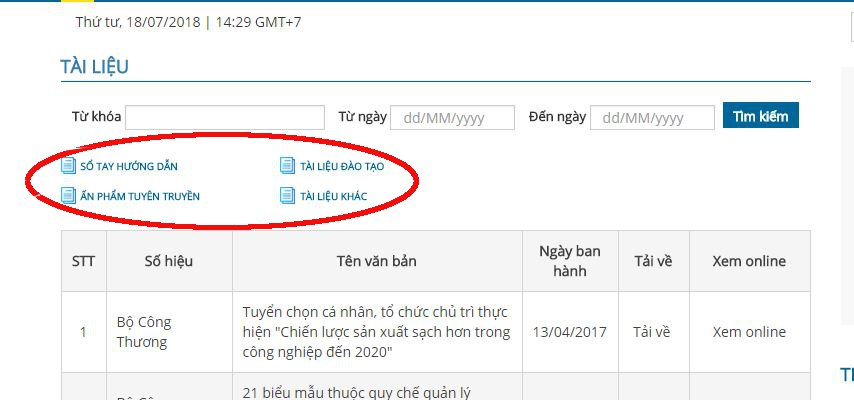 Thứ tư, 18/07/2018 | 14:29 GMT+7
TÀI LIỆU
Từ khóa Từ ngày dd/MM/yyyy Đến ngày dd/MM/yyyy Tìm kiếm
SỔ TAY HƯỚNG DẪN TÀI LIỆU ĐÀO TẠO
ẤN PHẨM TUYÊN TRUYỀN TÀI LIỆU KHÁC
STT Số hiệu Tên văn bản Ngày ban hành Tải về Xem online
1 Bộ Công Thương
Tuyển chọn cá nhân, tổ chức chủ trì thực
hiện "Chiến lược sản xuất sạch hơn trong
công nghiệp đến 2020"
13/04/2017 Tải về Xem online
21 biểu mẫu thuộc quy chế quản lý